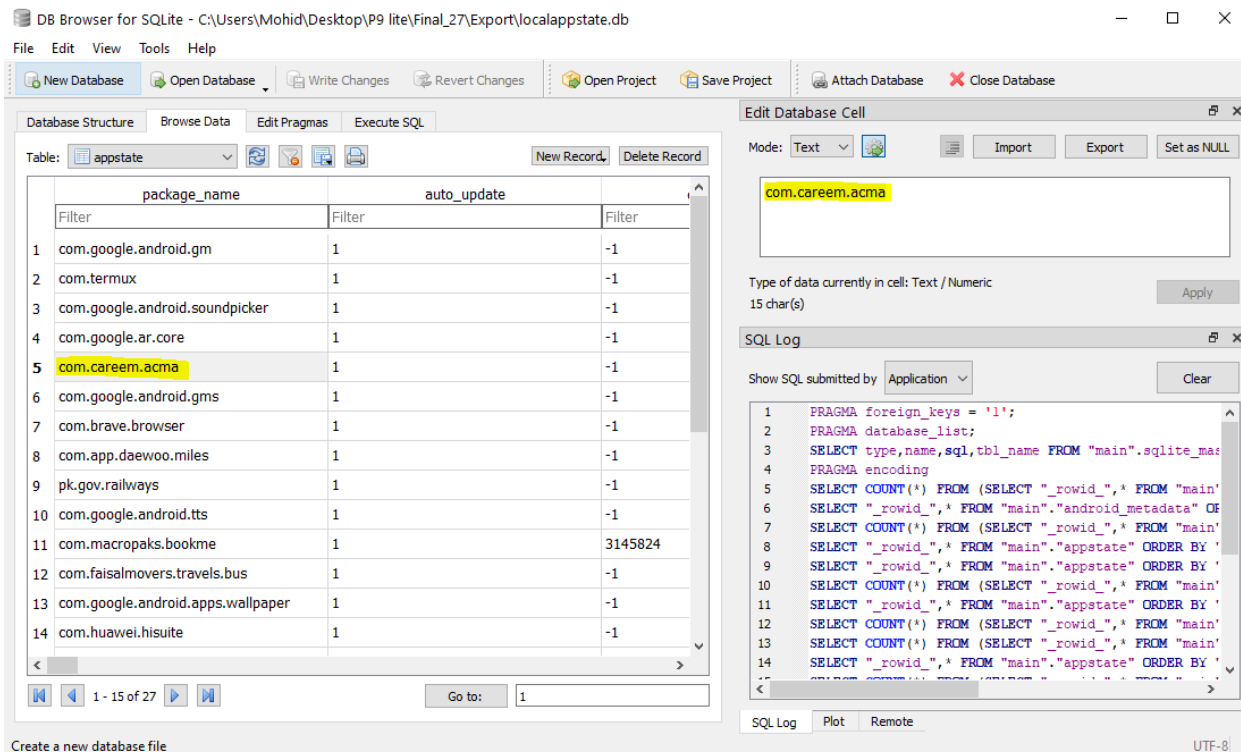 DB Browser for SQLite - C:\Users\Mohid\Desktop\P9 lite\Final_27\Export\localappstate.db
File Edit View Tools Help
New Database Open Database Write Changes Revert Changes Open Project Save Project Attach Database Close Database
Database Structure Browse Data Edit Pragmas Execute SQL
Table: appstate New Record Delete Record
package_name auto_update
Filter Filter Filter
1 com.google.android.gm 1 -1
2 com.termux 1 -1
3 com.google.android.soundpicker 1 -1
4 com.google.ar.core 1 -1
5 com.careem.acma 1 -1
6 com.google.android.gms 1 -1
7 com.brave.browser 1 -1
8 com.app.daewoo.miles 1 -1
9 pk.gov.railways 1 -1
10 com.google.android.tts 1 -1
11 com.macropaks.bookme 1 3145824
12 com.faisalmovers.travels.bus 1 -1
13 com.google.android.apps.wallpaper 1 -1
14 com.huawei.hisuite 1 -1
1 - 15 of 27 Go to: 1
Edit Database Cell
Mode: Text Import Export Set as NULL
com.careem.acma
Type of data currently in cell: Text / Numeric
15 char(s)
Apply
SQL Log
Show SQL submitted by Application Clear
1 PRAGMA foreign_keys = '1';
2 PRAGMA database_list;
3 SELECT type,name,sql,tbl_name FROM "main".sqlite_mas
4 PRAGMA encoding
5 SELECT COUNT(*) FROM (SELECT "_rowid_",* FROM "main"
6 SELECT "_rowid_",* FROM "main"."android_metadata" OR
7 SELECT COUNT(*) FROM (SELECT "_rowid_",* FROM "main"
8 SELECT "_rowid_",* FROM "main"."appstate" ORDER BY "
9 SELECT "_rowid_",* FROM "main"."appstate" ORDER BY "
10 SELECT COUNT(*) FROM (SELECT "_rowid_",* FROM "main"
11 SELECT "_rowid_",* FROM "main"."appstate" ORDER BY "
12 SELECT COUNT(*) FROM (SELECT "_rowid_",* FROM "main"
13 SELECT COUNT(*) FROM (SELECT "_rowid_",* FROM "main"
14 SELECT "_rowid_",* FROM "main"."appstate" ORDER BY "
SQL Log Plot Remote
Create a new database file UTF-8